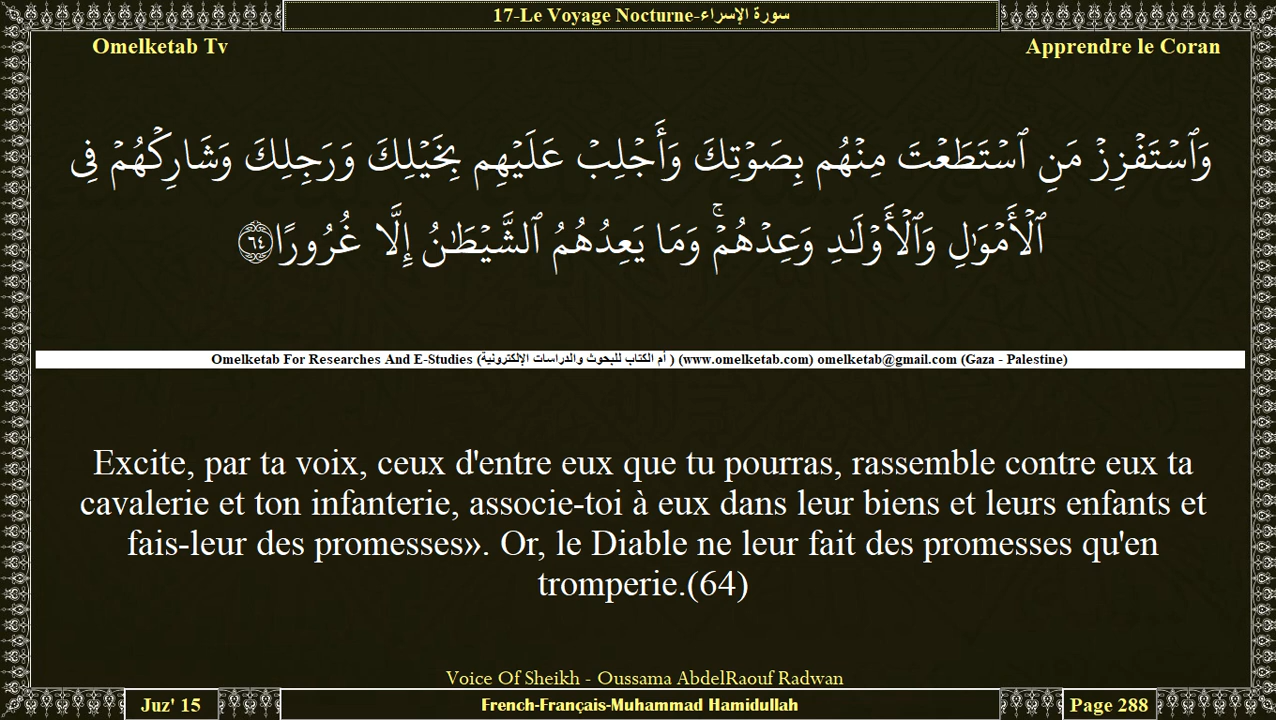 17-Le Voyage Nocturne-سورة الإسراء
Omelketab Tv
Apprendre le Coran
وَٱسْتَفْزِزْ مَنِ ٱسْتَطَعْتَ مِنْهُم بِصَوْتِكَ وَأَجْلِبْ عَلَيْهِم بِخَيْلِكَ وَرَجِلِكَ وَشَارِكْهُمْ فِى
ٱلْأَمْوَٰلِ وَٱلْأَوْلَـٰدِ وَعِدْهُمْ ۚ وَمَا يَعِدُهُمُ ٱلشَّيْطَـٰنُ إِلَّا غُرُورًا ٦٤
Omelketab For Researches And E-Studies (أم الكتاب للبحوث والدراسات الإلكترونية ) (www.omelketab.com) omelketab@gmail.com (Gaza - Palestine)
Excite, par ta voix, ceux d'entre eux que tu pourras, rassemble contre eux ta
cavalerie et ton infanterie, associe-toi à eux dans leur biens et leurs enfants et
fais-leur des promesses». Or, le Diable ne leur fait des promesses qu'en
tromperie.(64)
Voice Of Sheikh - Oussama AbdelRaouf Radwan
Juz' 15
French-Français-Muhammad Hamidullah
Page 288